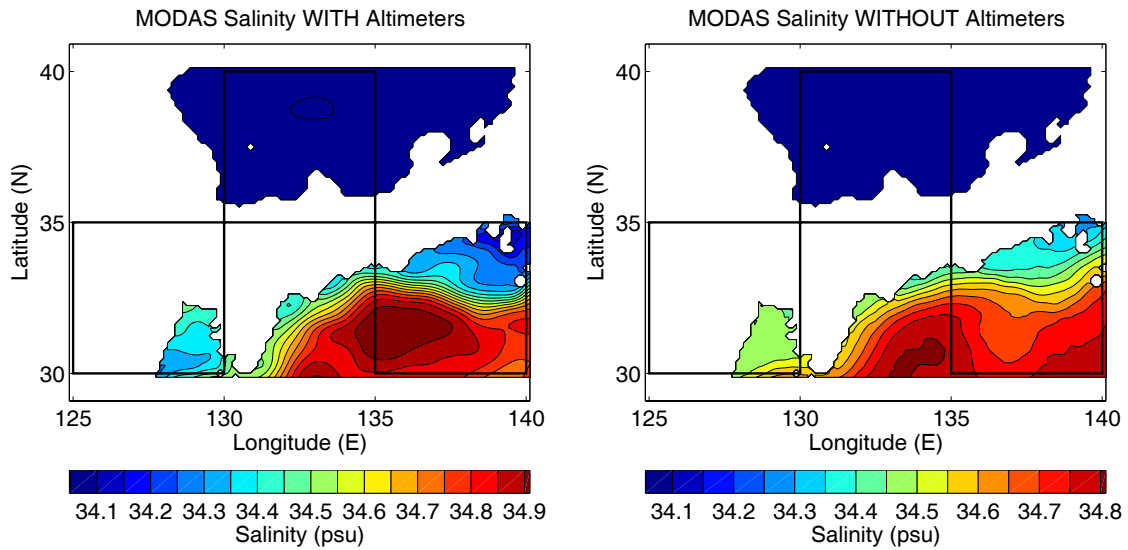 MODAS Salinity WITH Altimeters
40
35
30
Latitude (N)
125 130 135 140
Longitude (E)
34.1 34.2 34.3 34.4 34.5 34.6 34.7 34.8 34.9
Salinity (psu)
MODAS Salinity WITHOUT Altimeters
40
35
30
Latitude (N)
125 130 135 140
Longitude (E)
34.1 34.2 34.3 34.4 34.5 34.6 34.7 34.8
Salinity (psu)